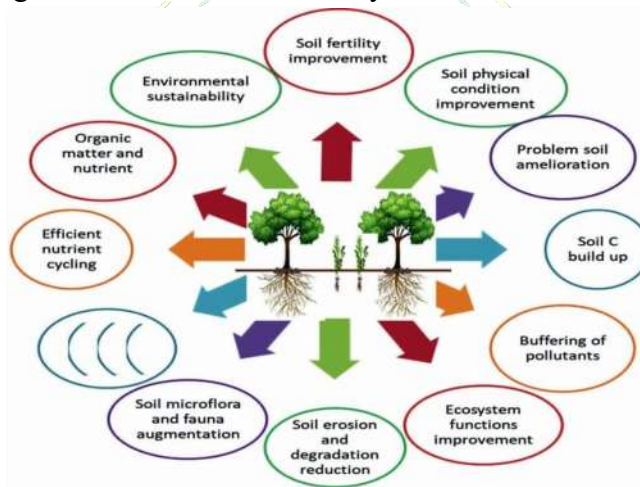 Soil fertility
improvement
Soil physical
condition
improvement
Problem soil
amelioration
Soil C
build up
Buffering of
pollutants
Ecosystem
functions
improvement
Soil erosion
and
degradation
reduction
Soil microflora
and fauna
augmentation
Efficient
nutrient
cycling
Organic
matter and
nutrient
Environmental
sustainability